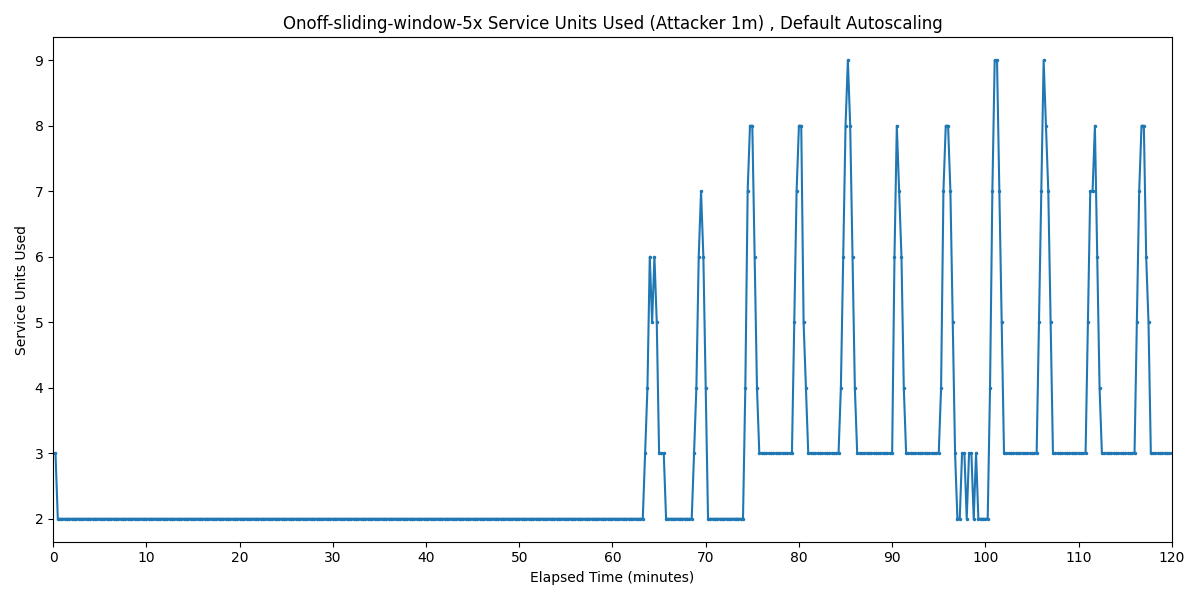 Onoff-sliding-window-5x Service Units Used (Attacker 1m) , Default Autoscaling
9
8
7
6
5
4
3
2
Service Units Used
0 10 20 30 40 50 60 70 80 90 100 110 120
Elapsed Time (minutes)